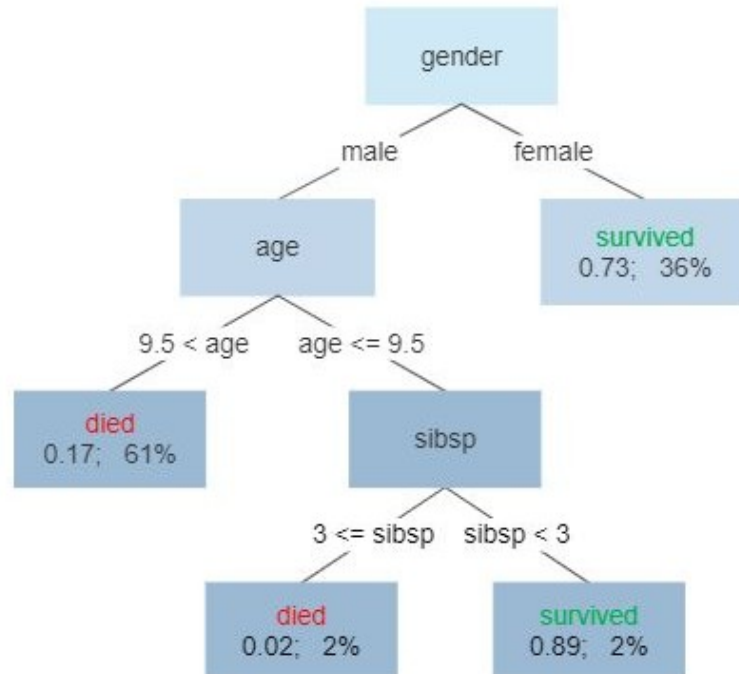 gender
male
female
age
survived
0.73; 36%
9.5 < age
age <= 9.5
died
0.17; 61%
sibsp
3 <= sibsp
sibsp < 3
died
0.02; 2%
survived
0.89; 2%